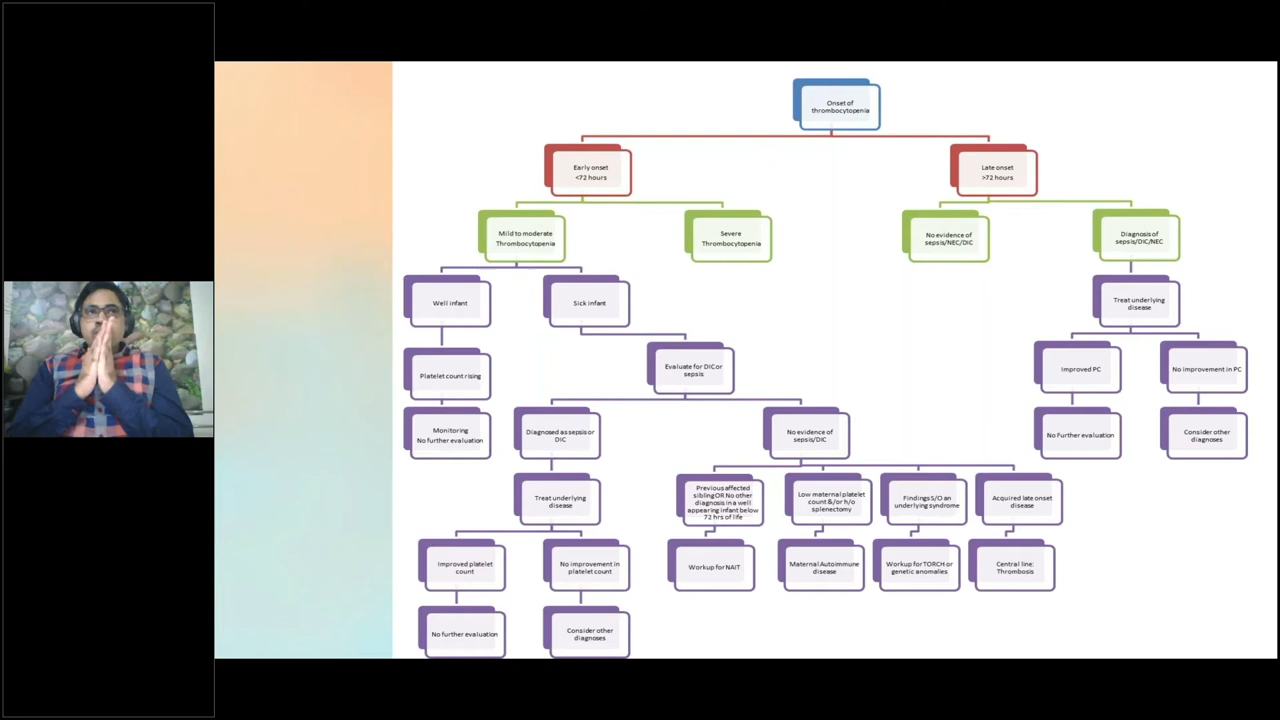 Onset of
thrombocytopenia
Early onset
<72 hours
Late onset
>72 hours
Mild to moderate
Thrombocytopenia
Severe
Thrombocytopenia
No evidence of
sepsis/NEC/DIC
Diagnosis of
sepsis/DIC/NEC
Well infant
Sick infant
Treat underlying
disease
Platelet count rising
Evaluate for DIC or
sepsis
Improved PC
No improvement in PC
Monitoring
No further evaluation
Diagnosed as sepsis or
DIC
No evidence of
sepsis/DIC
No Further evaluation
Consider other
diagnoses
Treat underlying
disease
Previous affected
sibling OR No other
diagnosis in a well
appearing infant below
72 hrs of life
Low maternal platelet
count &/or h/o
splenectomy
Findings S/O an
underlying syndrome
Acquired late onset
disease
Improved platelet
count
No improvement in
platelet count
Workup for NAIT
Maternal Autoimmune
disease
Workup for TORCH or
genetic anomalies
Central line:
Thrombosis
No further evaluation
Consider other
diagnoses